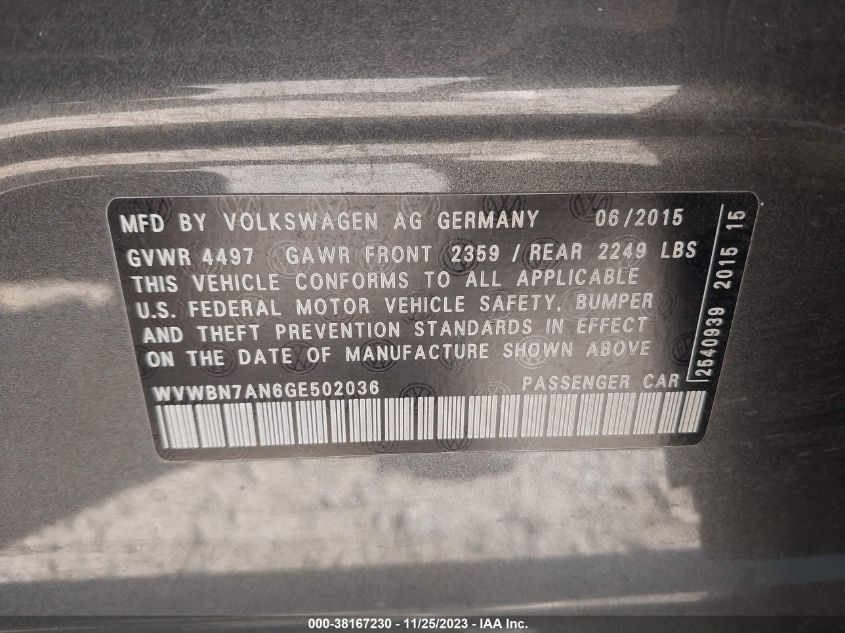 MFD BY VOLKSWAGEN AG GERMANY 06/2015
GVWR 4497 GAWR FRONT 2359 / REAR 2249 LBS
THIS VEHICLE CONFORMS TO ALL APPLICABLE
U.S. FEDERAL MOTOR VEHICLE SAFETY, BUMPER
AND THEFT PREVENTION STANDARDS IN EFFECT
ON THE DATE OF MANUFACTURE SHOWN ABOVE
WVWBN7AN6GE502036 PASSENGER CAR
2540939 2015 15
000-38167230 - 11/25/2023 - IAA Inc.